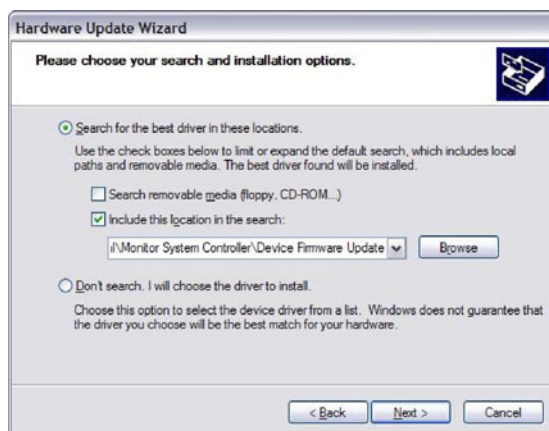 Hardware Update Wizard
Please choose your search and installation options.
Search for the best driver in these locations.
Use the check boxes below to limit or expand the default search, which includes local
paths and removable media. The best driver found will be installed.
Search removable media (floppy, CD-ROM...)
Include this location in the search:
il\Monitor System Controller\Device Firmware Update
Browse
Don't search. I will choose the driver to install.
Choose this option to select the device driver from a list. Windows does not guarantee that
the driver you choose will be the best match for your hardware.
< Back Next > Cancel